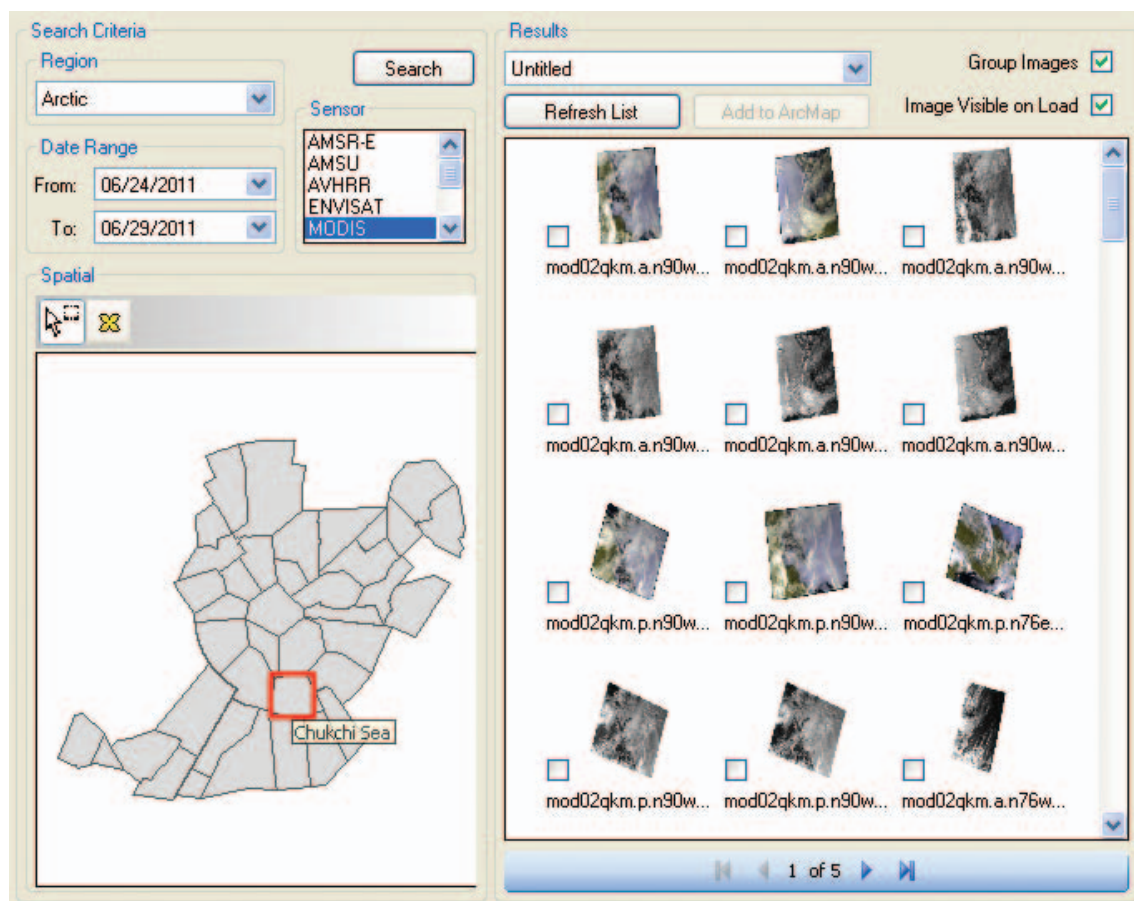 Search Criteria
Region
Arctic
Search
Date Range
From: 06/24/2011
To: 06/29/2011
Sensor
AMSR-E
AMSU
AVHRR
ENVISAT
MODIS
Spatial
Chukchi Sea
Results
Untitled
Group Images
Refresh List
Add to ArcMap
Image Visible on Load
mod02qkm.a.n90w... mod02qkm.a.n90w... mod02qkm.a.n90w...
mod02qkm.a.n90w... mod02qkm.a.n90w... mod02qkm.a.n90w...
mod02qkm.p.n90w... mod02qkm.p.n90w... mod02qkm.p.n76e...
mod02qkm.p.n90w... mod02qkm.p.n90w... mod02qkm.a.n76w...
1 of 5